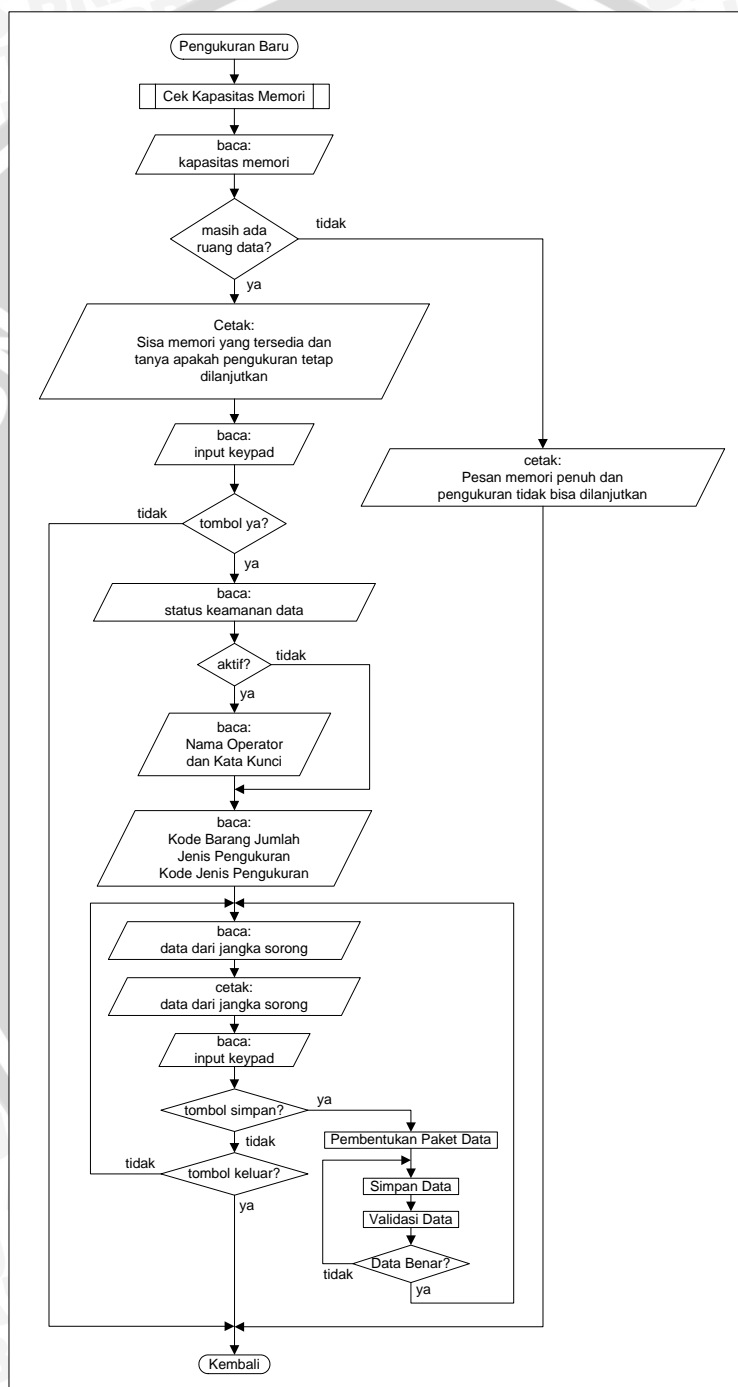 Pengukuran Baru
Cek Kapasitas Memori
baca:
kapasitas memori
masih ada
ruang data?
tidak
ya
Cetak:
Sisa memori yang tersedia dan
tanya apakah pengukuran tetap
dilanjutkan
baca:
input keypad
cetak:
Pesan memori penuh dan
pengukuran tidak bisa dilanjutkan
tidak
tombol ya?
ya
baca:
status keamanan data
aktif?
tidak
ya
baca:
Nama Operator
dan Kata Kunci
baca:
Kode Barang Jumlah
Jenis Pengukuran
Kode Jenis Pengukuran
baca:
data dari jangka sorong
cetak:
data dari jangka sorong
baca:
input keypad
tombol simpan?
ya
tidak
Pembentukan Paket Data
tidak
tombol keluar?
ya
Simpan Data
Validasi Data
Data Benar?
tidak
ya
Kembali